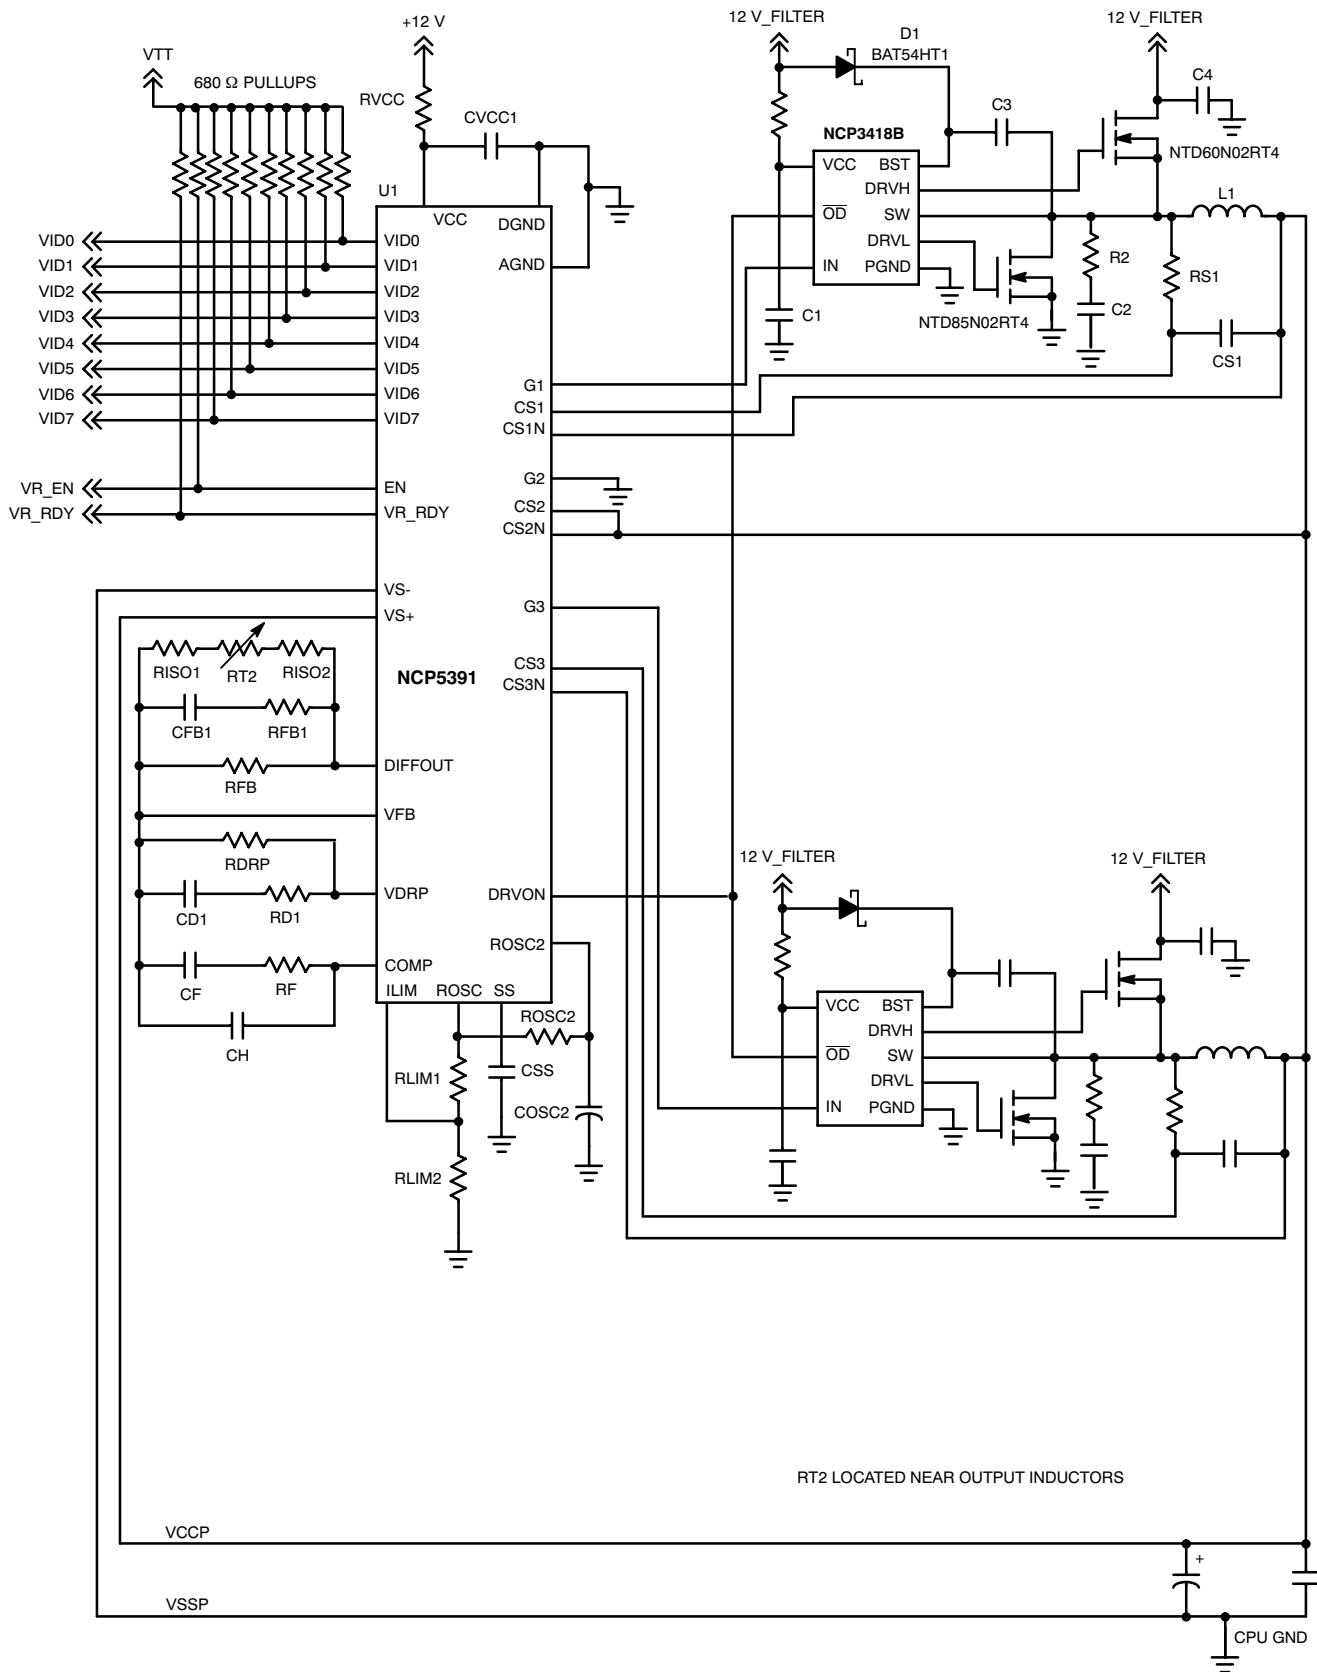 +12 V
12 V_FILTER
12 V_FILTER
D1
BAT54HT1
VTT
680 Ω PULLUPS
RVCC
CVCC1
C3
C4
NCP3418B
NTD60N02RT4
VCC
BST
DRVH
OD
SW
DRVL
IN
PGND
L1
R2
RS1
C1
NTD85N02RT4
C2
CS1
U1
VCC
DGND
AGND
VID0
VID0
VID1
VID1
VID2
VID2
VID3
VID3
VID4
VID4
VID5
VID5
VID6
VID6
VID7
VID7
G1
CS1
CS1N
G2
CS2
CS2N
VR_EN
EN
VR_RDY
VR_RDY
VS-
VS+
G3
RISO1
RT2
RISO2
CS3
CS3N
NCP5391
CFB1
RFB1
DIFFOUT
RFB
VFB
RDRP
VDRP
CD1
RD1
DRVON
ROSC2
COMP
CF
RF
ILIM
ROSC
SS
CH
ROSC2
RLIM1
CSS
COSC2
RLIM2
12 V_FILTER
12 V_FILTER
VCC
BST
DRVH
OD
SW
DRVL
IN
PGND
RT2 LOCATED NEAR OUTPUT INDUCTORS
VCCP
+
VSSP
CPU GND